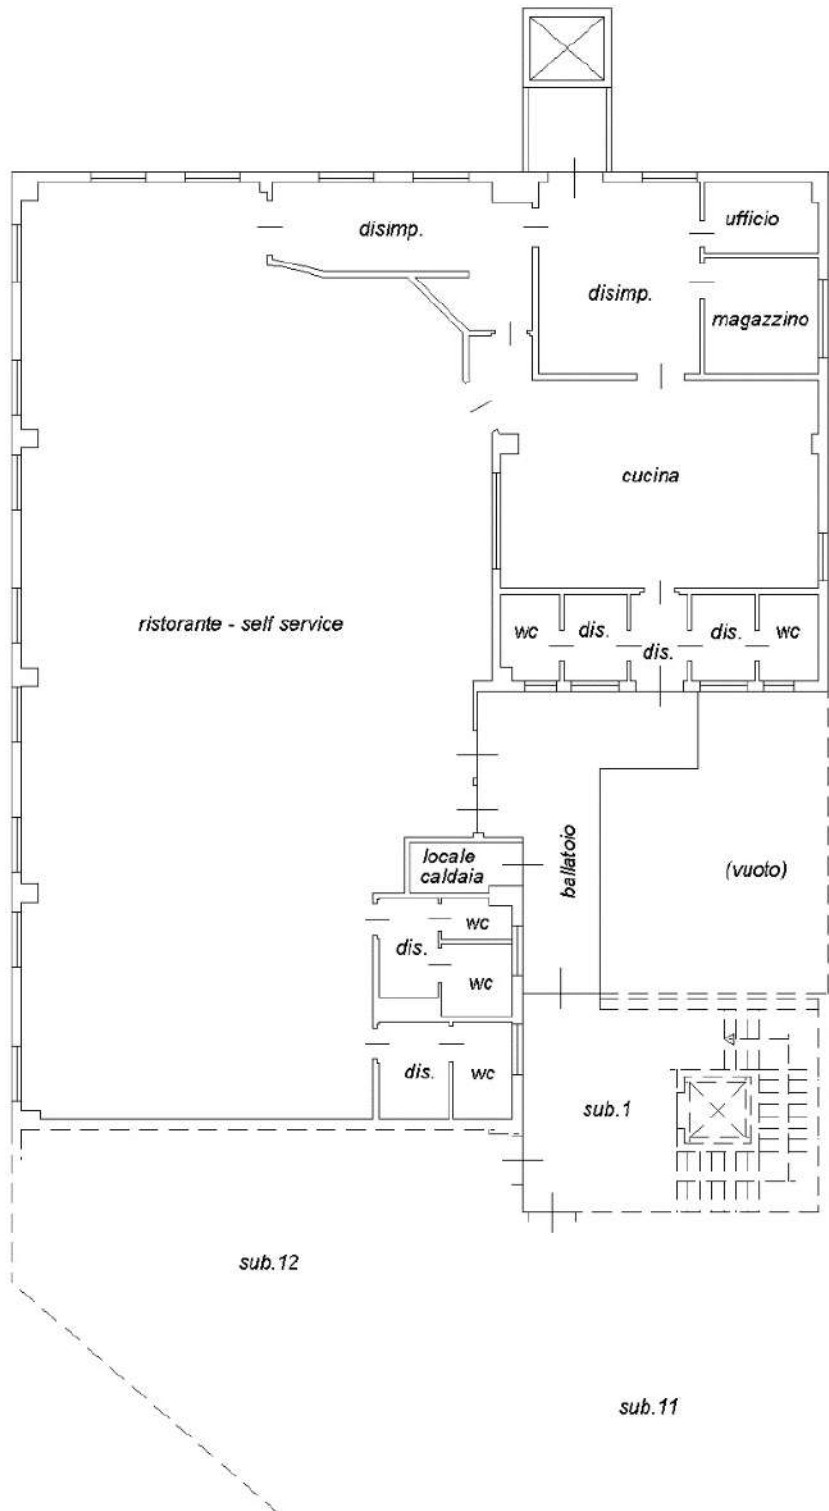 ufficio
disimp.
disimp.
magazzino
cucina
ristorante - self service
wc
dis.
dis.
dis.
wc
ballatoio
locale
caldaia
(vuoto)
wc
dis.
wc
dis.
wc
sub.1
sub.12
sub.11